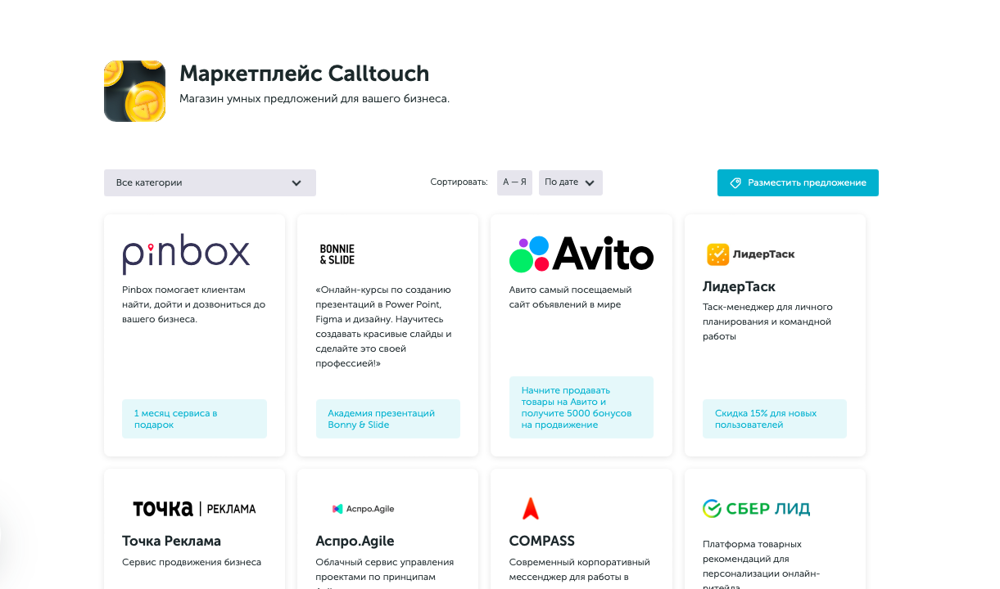 Маркетплейс Calltouch
Магазин умных предложений для вашего бизнеса.
Все категории
Сортировать:
А — Я
По дате
Разместить предложение
pinbox
Pinbox помогает клиентам
найти, дойти и дозвониться до
вашего бизнеса.
1 месяц сервиса в
подарок
BONNIE
& SLIDE
«Онлайн-курсы по созданию
презентаций в Power Point,
Figma и дизайну. Научитесь
создавать красивые слайды и
сделайте это своей
профессией!»
Академия презентаций
Bonny & Slide
Avito
Авито самый посещаемый
сайт объявлений в мире
Начните продавать
товары на Авито и
получите 5000 бонусов
на продвижение
ЛидерТаск
ЛидерТаск
Таск-менеджер для личного
планирования и командной
работы
Скидка 15% для новых
пользователей
точка | РЕКЛАМА
Точка Реклама
Сервис продвижения бизнеса
Аспро.Agile
Аспро.Agile
Облачный сервис управления
проектами по принципам
COMPASS
Современный корпоративный
мессенджер для работы в
СБЕР ЛИД
Платформа товарных
рекомендаций для
персонализации онлайн-
ритейла